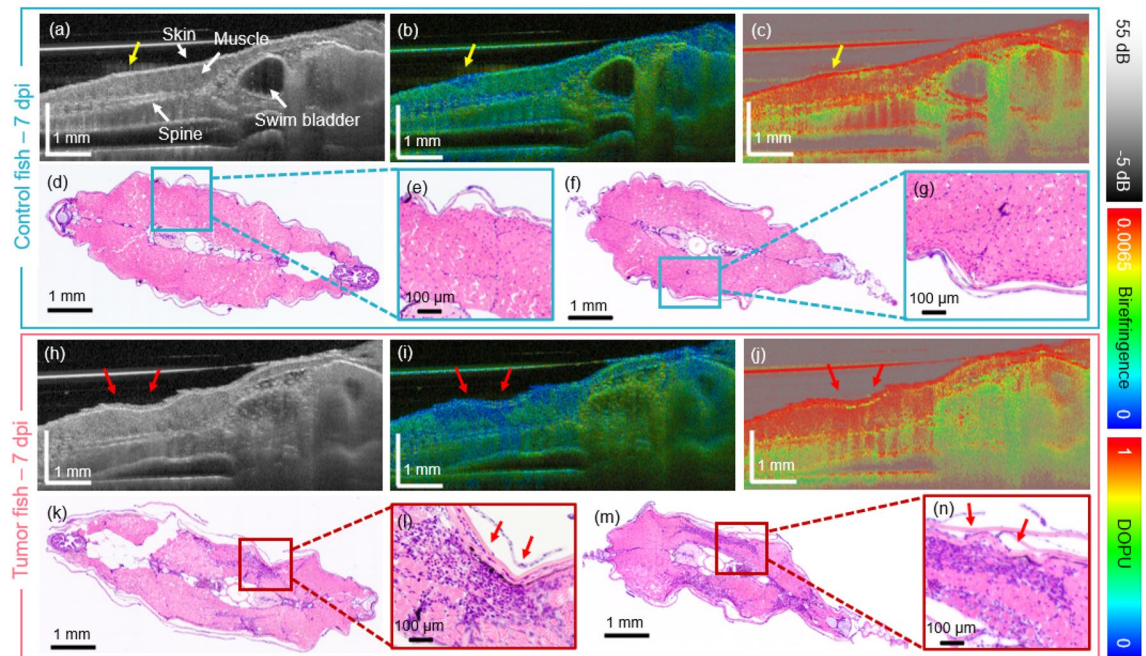 Control fish – 7 dpi
(a)
Skin
Muscle
Spine
Swim bladder
1 mm
(b)
1 mm
(c)
1 mm
(d)
1 mm
(e)
100 µm
(f)
1 mm
(g)
100 µm
Tumor fish – 7 dpi
(h)
1 mm
(i)
1 mm
(j)
1 mm
(k)
1 mm
(l)
100 µm
(m)
1 mm
(n)
100 µm
55 dB
-5 dB
0.0065
Birefringence
0
1
DOPU
0